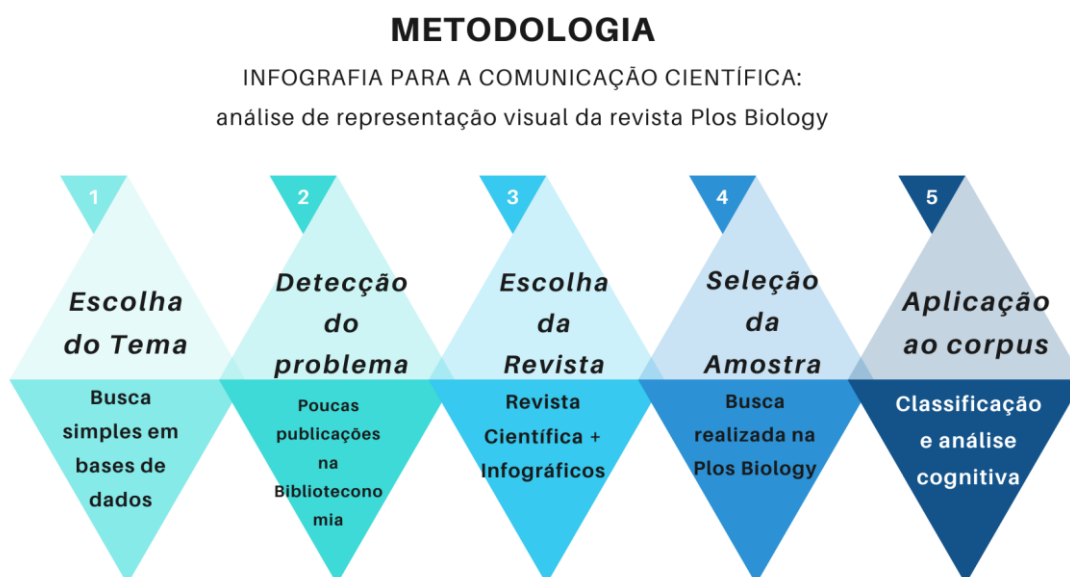 METODOLOGIA
INFOGRAFIA PARA A COMUNICAÇÃO CIENTÍFICA:
análise de representação visual da revista Plos Biology
1
Escolha
do Tema
Busca
simples em
bases de
dados
2
Detecção
do
problema
Poucas
publicações
na
Bibliotecono
mia
3
Escolha
da
Revista
Revista
Científica +
Infográficos
4
Seleção
da
Amostra
Busca
realizada na
Plos Biology
5
Aplicação
ao corpus
Classificação
e análise
cognitiva